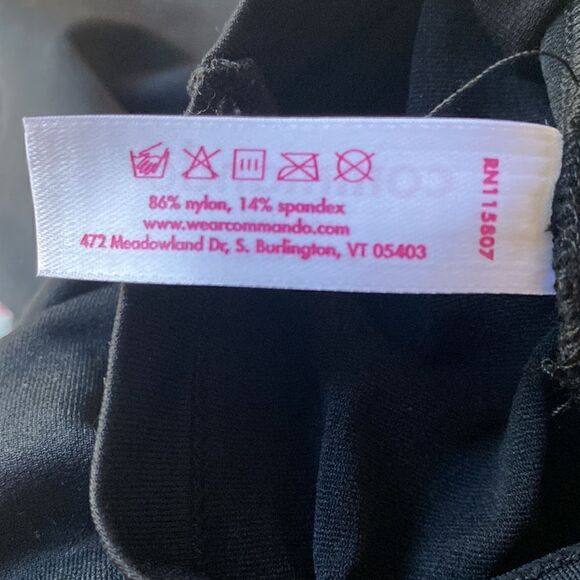 86% nylon, 14% spandex
www.wearcommando.com
472 Meadowland Dr, S. Burlington, VT 05403
RN115807